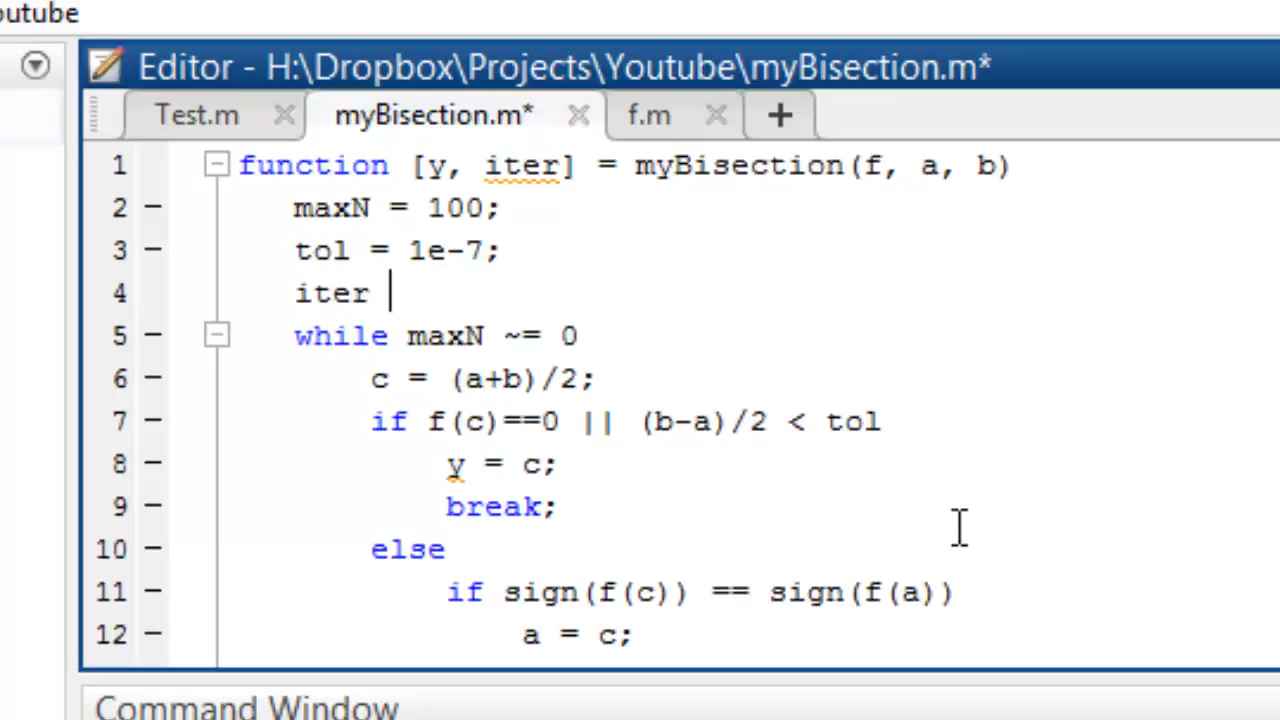 outube
Editor - H:\Dropbox\Projects\Youtube\myBisection.m*
Test.m myBisection.m* f.m +
1 function [y, iter] = myBisection(f, a, b)
2 maxN = 100;
3 tol = 1e-7;
4 iter
5 while maxN ~= 0
6 c = (a+b)/2;
7 if f(c)==0 || (b-a)/2 < tol
8 y = c;
9 break;
10 else
11 if sign(f(c)) == sign(f(a))
12 a = c;
Command Window